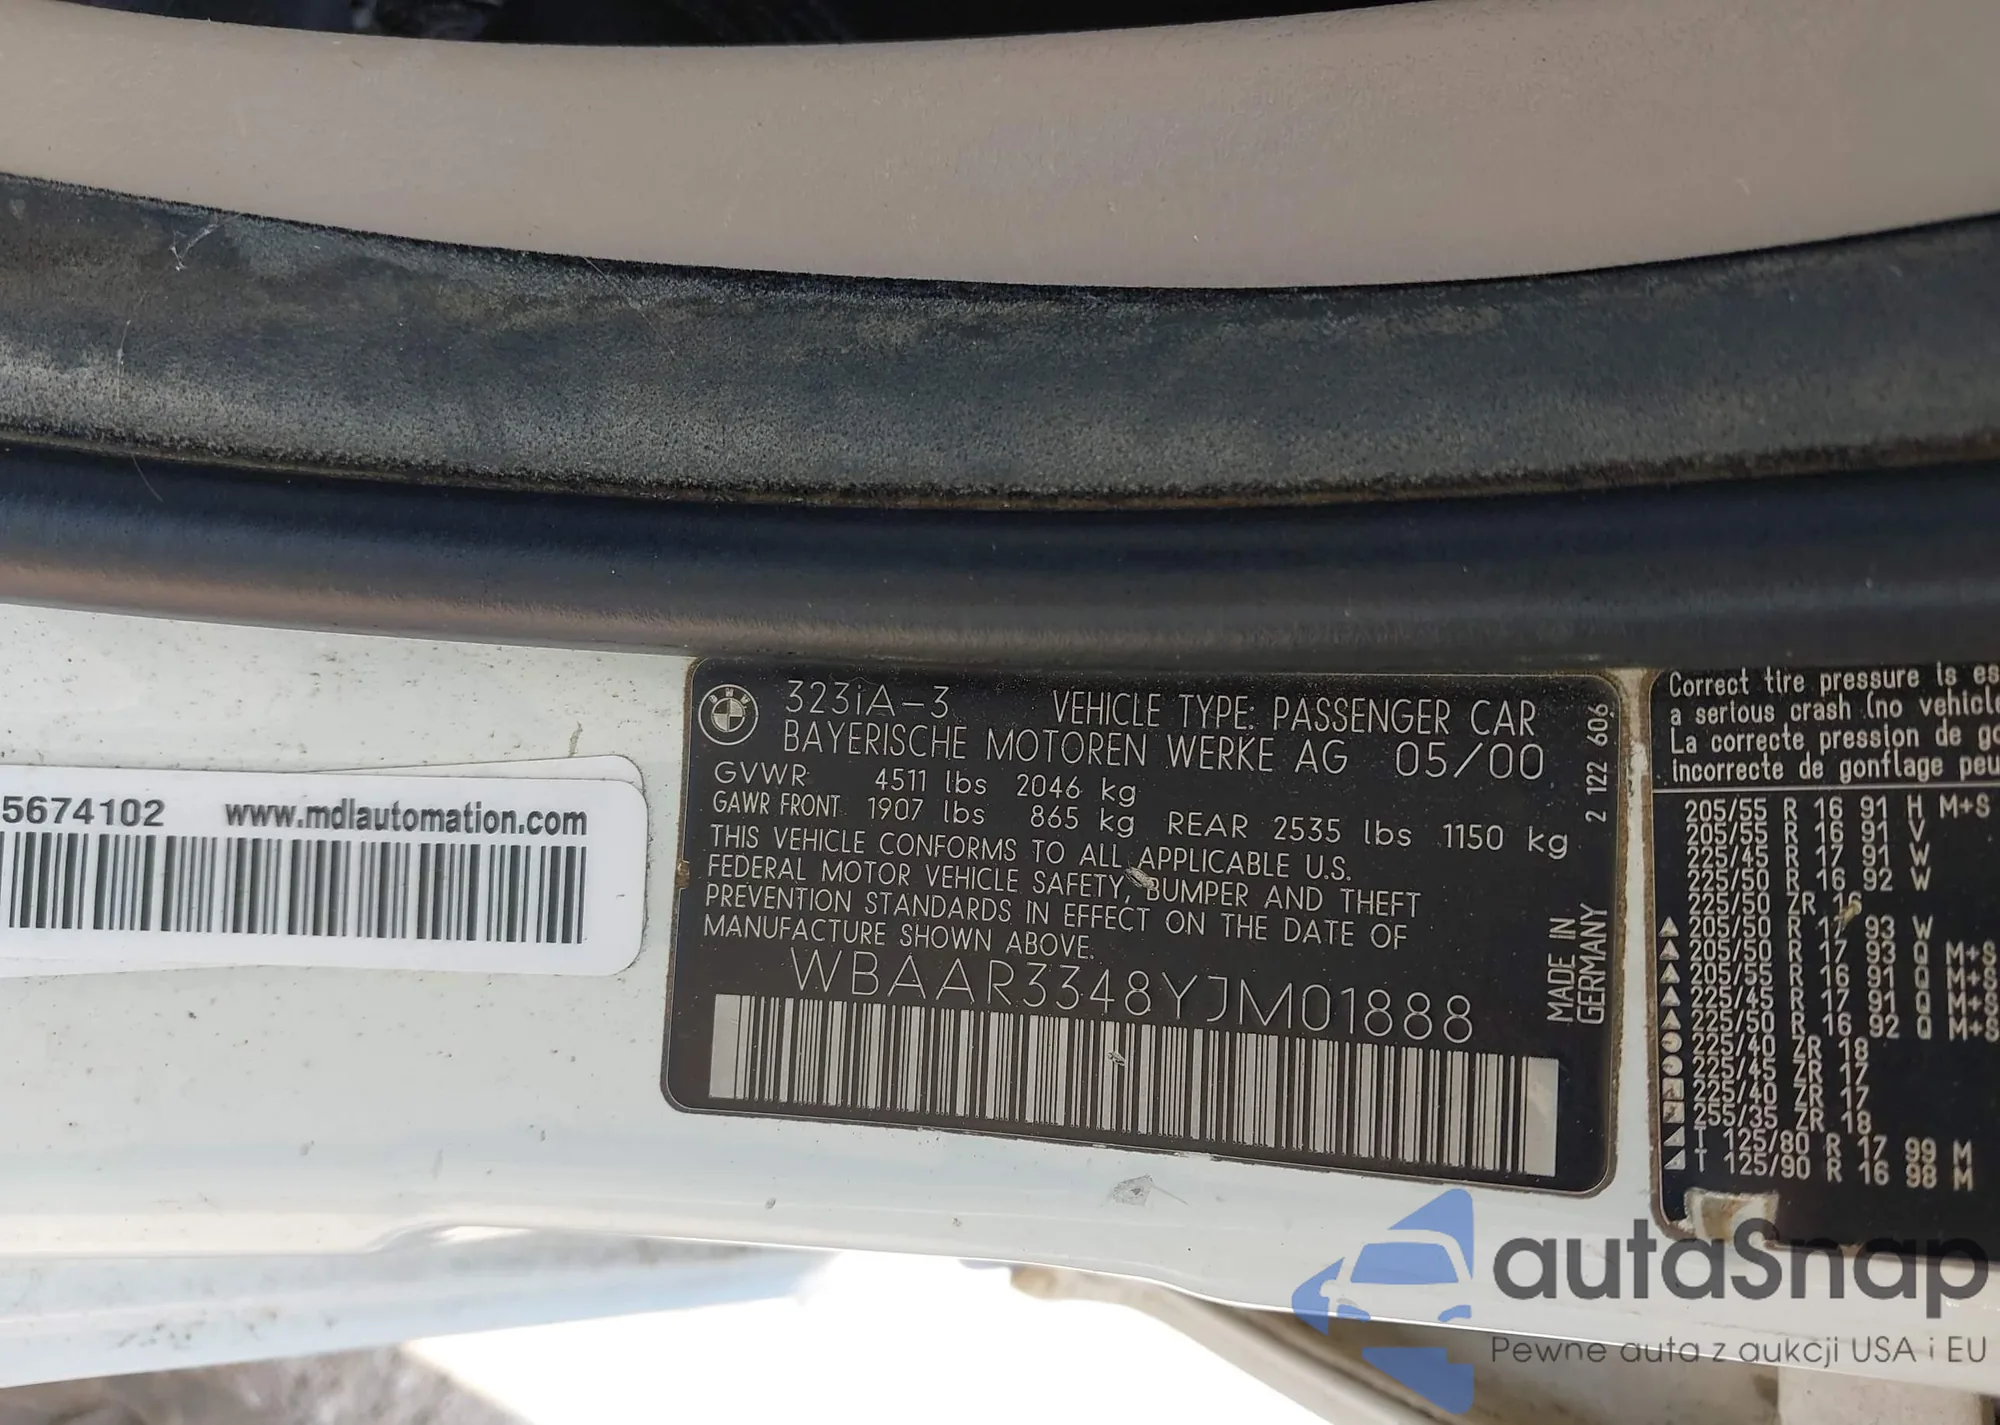 5674102 www.mdlautomation.com
323iA-3 VEHICLE TYPE: PASSENGER CAR
BAYERISCHE MOTOREN WERKE AG 05/00
GVWR 4511 lbs 2046 kg
GAWR FRONT 1907 lbs 865 kg REAR 2535 lbs 1150 kg
THIS VEHICLE CONFORMS TO ALL APPLICABLE U.S.
FEDERAL MOTOR VEHICLE SAFETY, BUMPER AND THEFT
PREVENTION STANDARDS IN EFFECT ON THE DATE OF
MANUFACTURE SHOWN ABOVE.
WBAAR3348YJM01888
2 122 606
MADE IN
GERMANY
Correct tire pressure is es
a serious crash (no vehicle
La correcte pression de go
incorrecte de gonflage peu
205/55 R 16 91 H M+S
205/55 R 16 91 V
225/45 R 17 91 W
225/50 R 16 92 W
225/50 ZR 16
205/50 R 17 93 W
205/50 R 17 93 Q M+S
205/55 R 16 91 Q M+S
225/45 R 17 91 Q M+S
225/50 R 16 92 Q M+S
225/40 ZR 18
225/45 ZR 17
225/40 ZR 17
255/35 ZR 18
T 125/80 R 17 99 M
T 125/90 R 16 98 M
autaSnap
Pewne auta z aukcji USA i EU